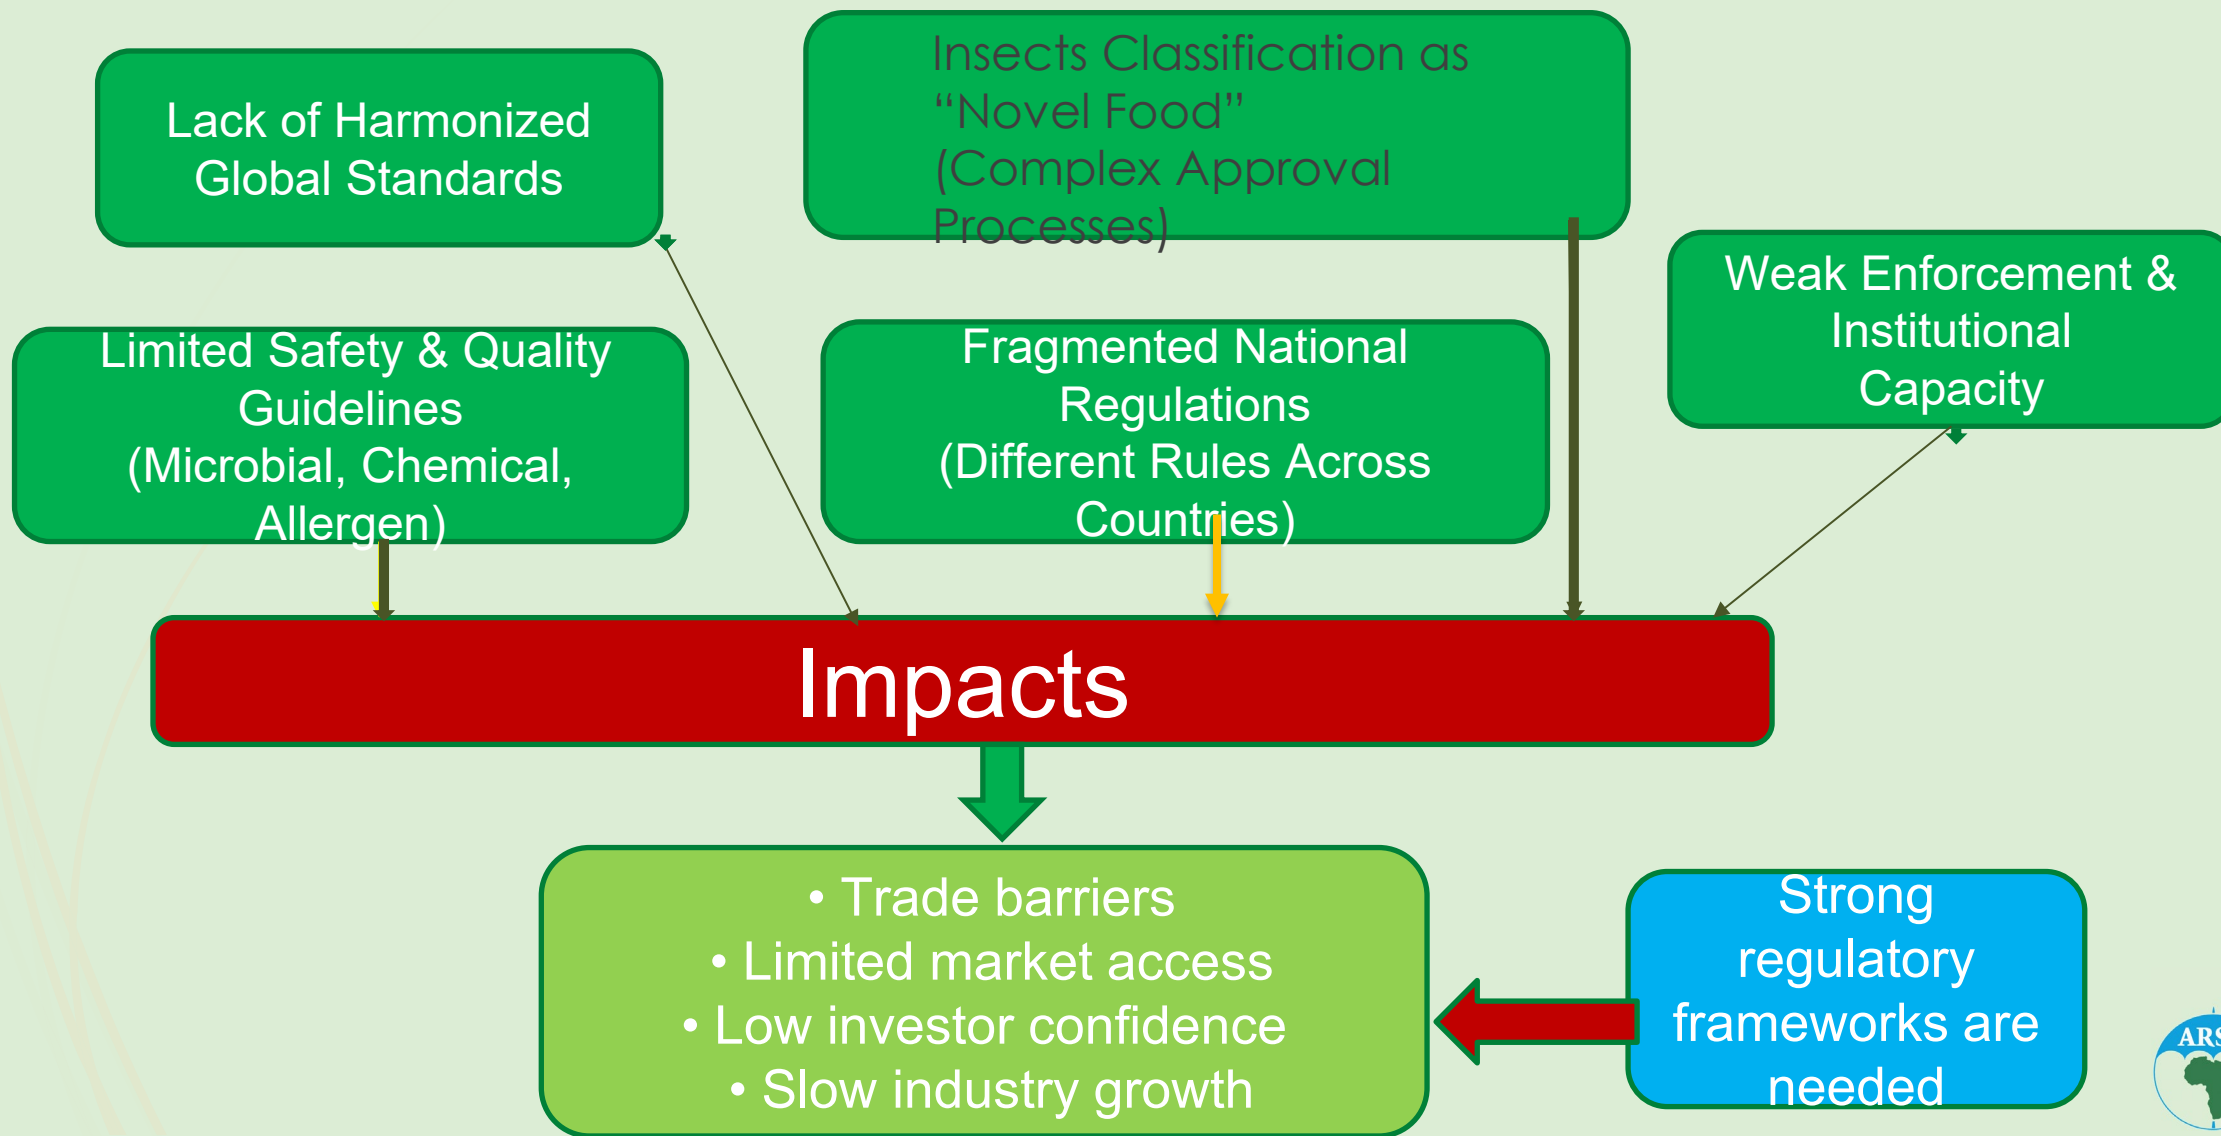 Lack of Harmonized
Global Standards
Insects Classification as
“Novel Food”
(Complex Approval
Processes)
Weak Enforcement &
Institutional
Capacity
Limited Safety & Quality
Guidelines
(Microbial, Chemical,
Allergen)
Fragmented National
Regulations
(Different Rules Across
Countries)
Impacts
• Trade barriers
• Limited market access
• Low investor confidence
• Slow industry growth
Strong
regulatory
frameworks are
needed